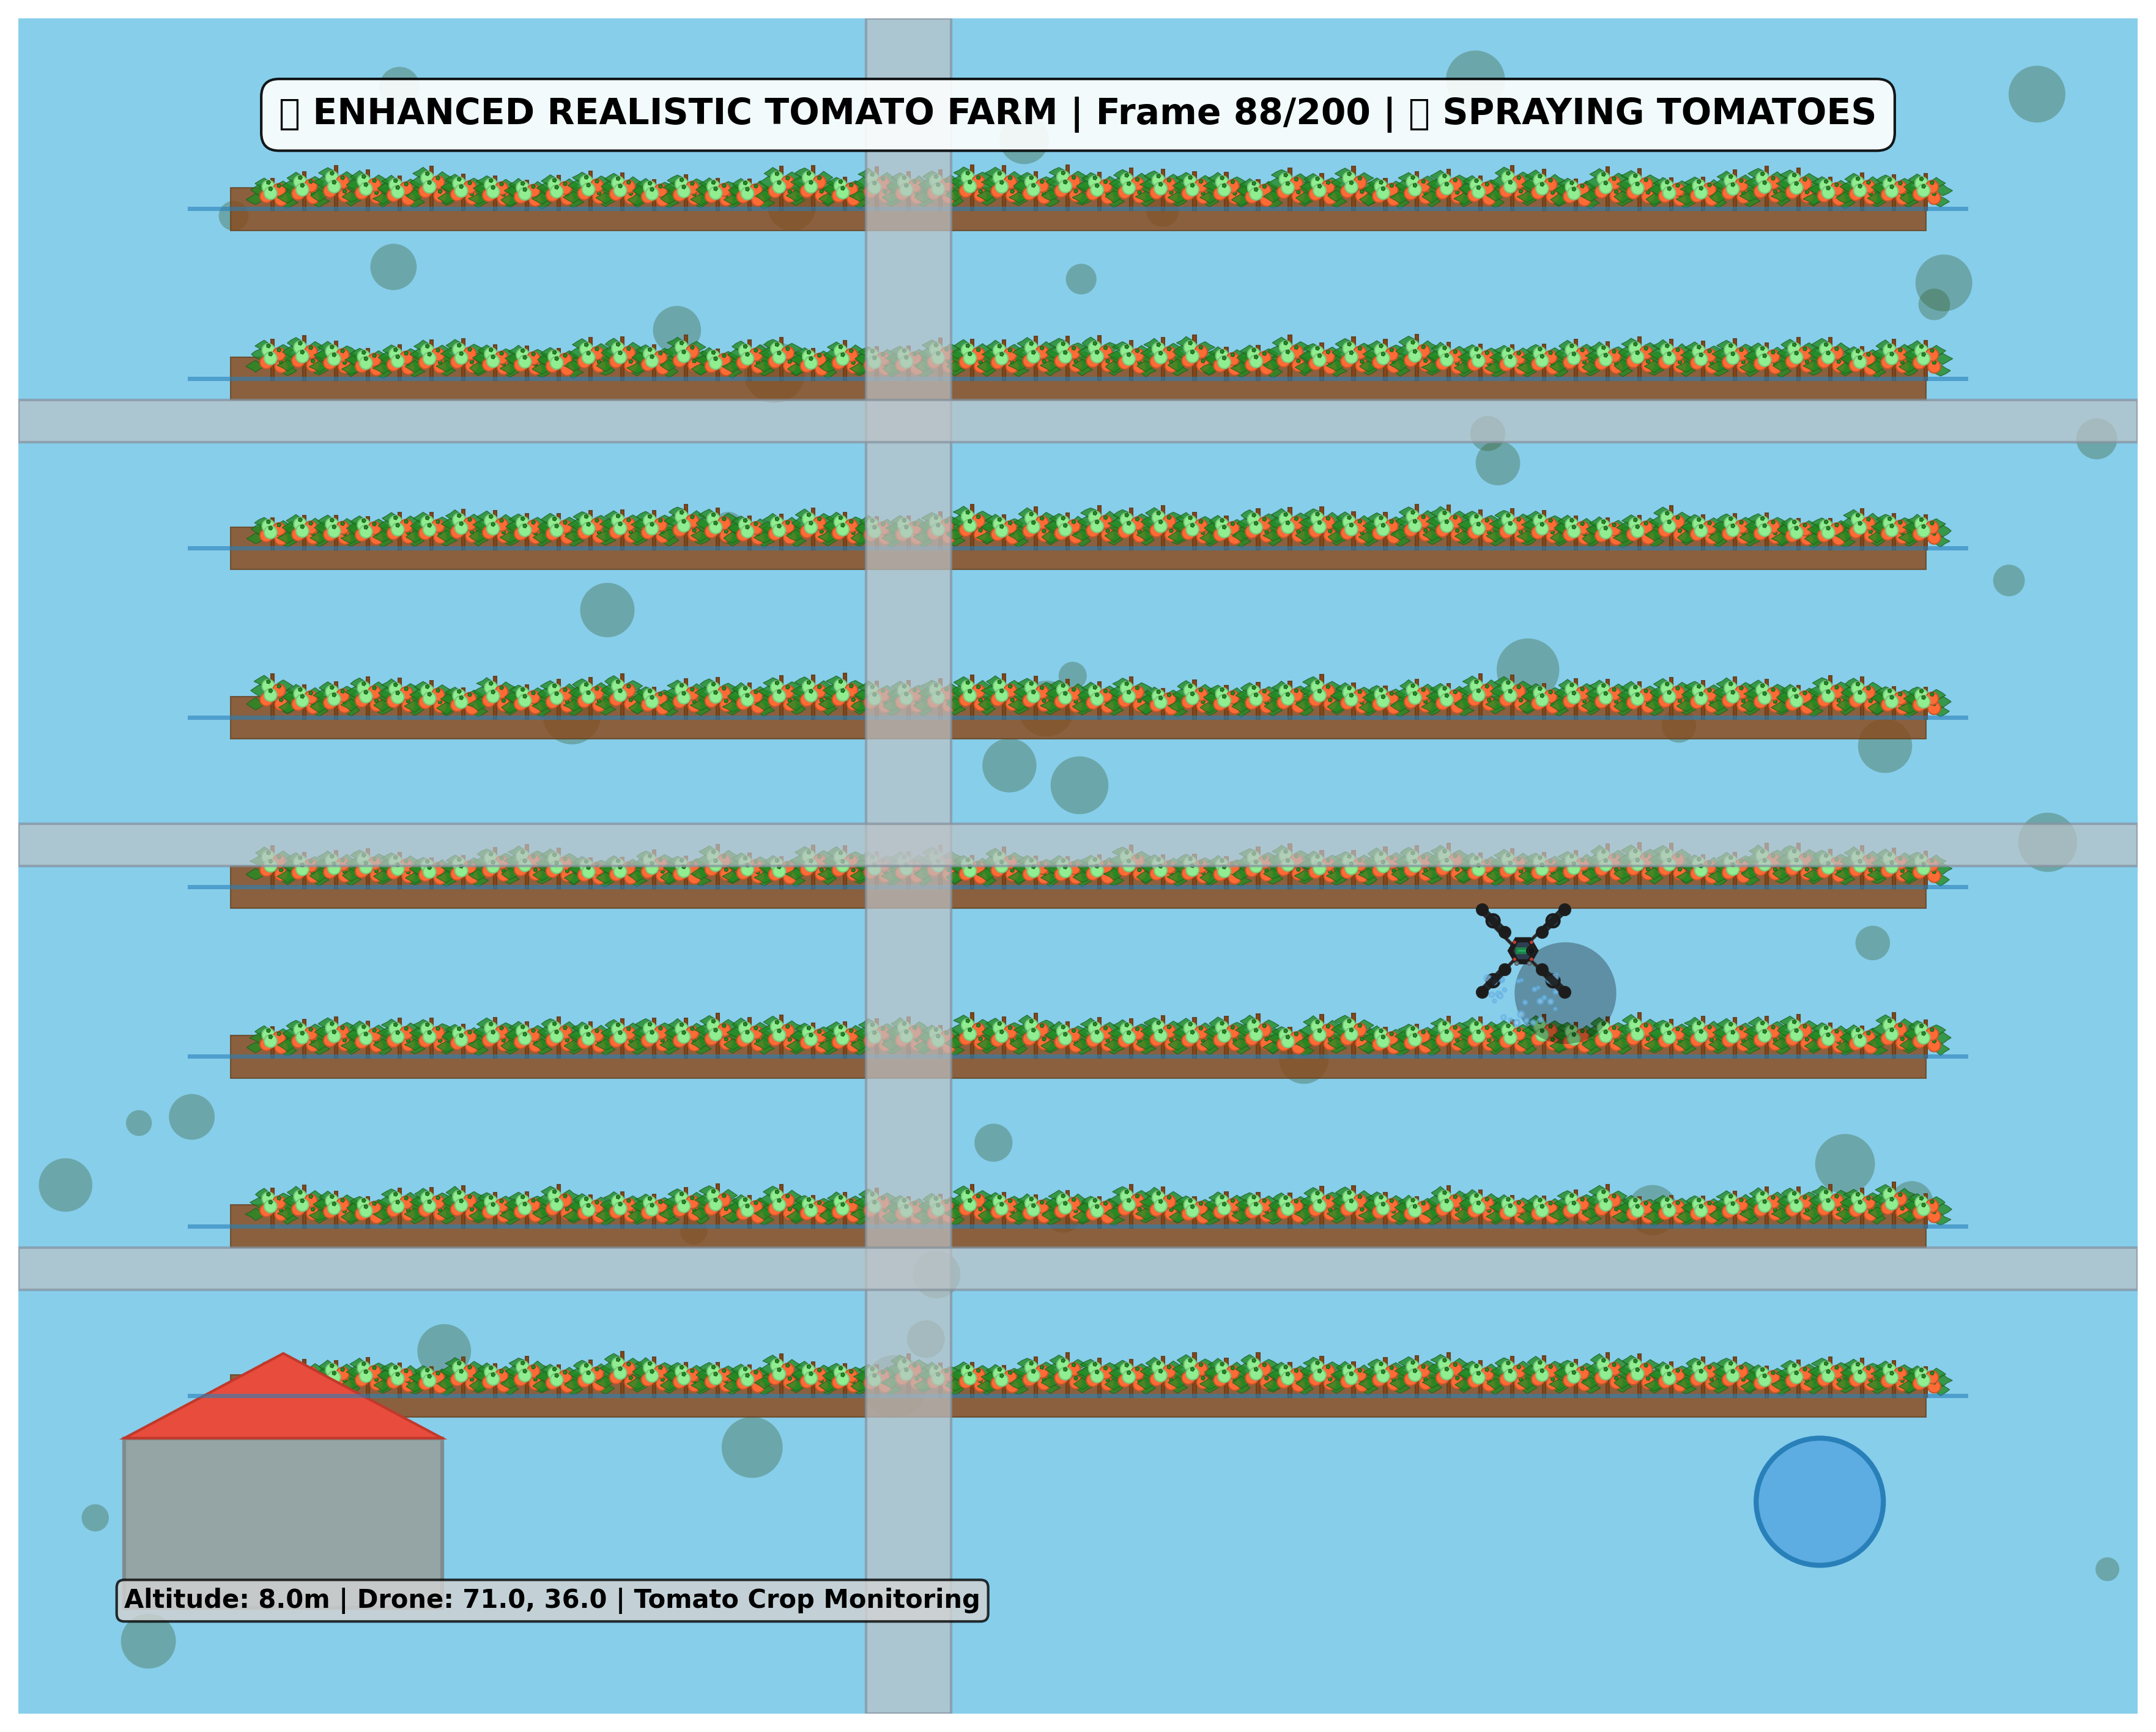 ▯ ENHANCED REALISTIC TOMATO FARM | Frame 88/200 | ▯ SPRAYING TOMATOES
Altitude: 8.0m | Drone: 71.0, 36.0 | Tomato Crop Monitoring